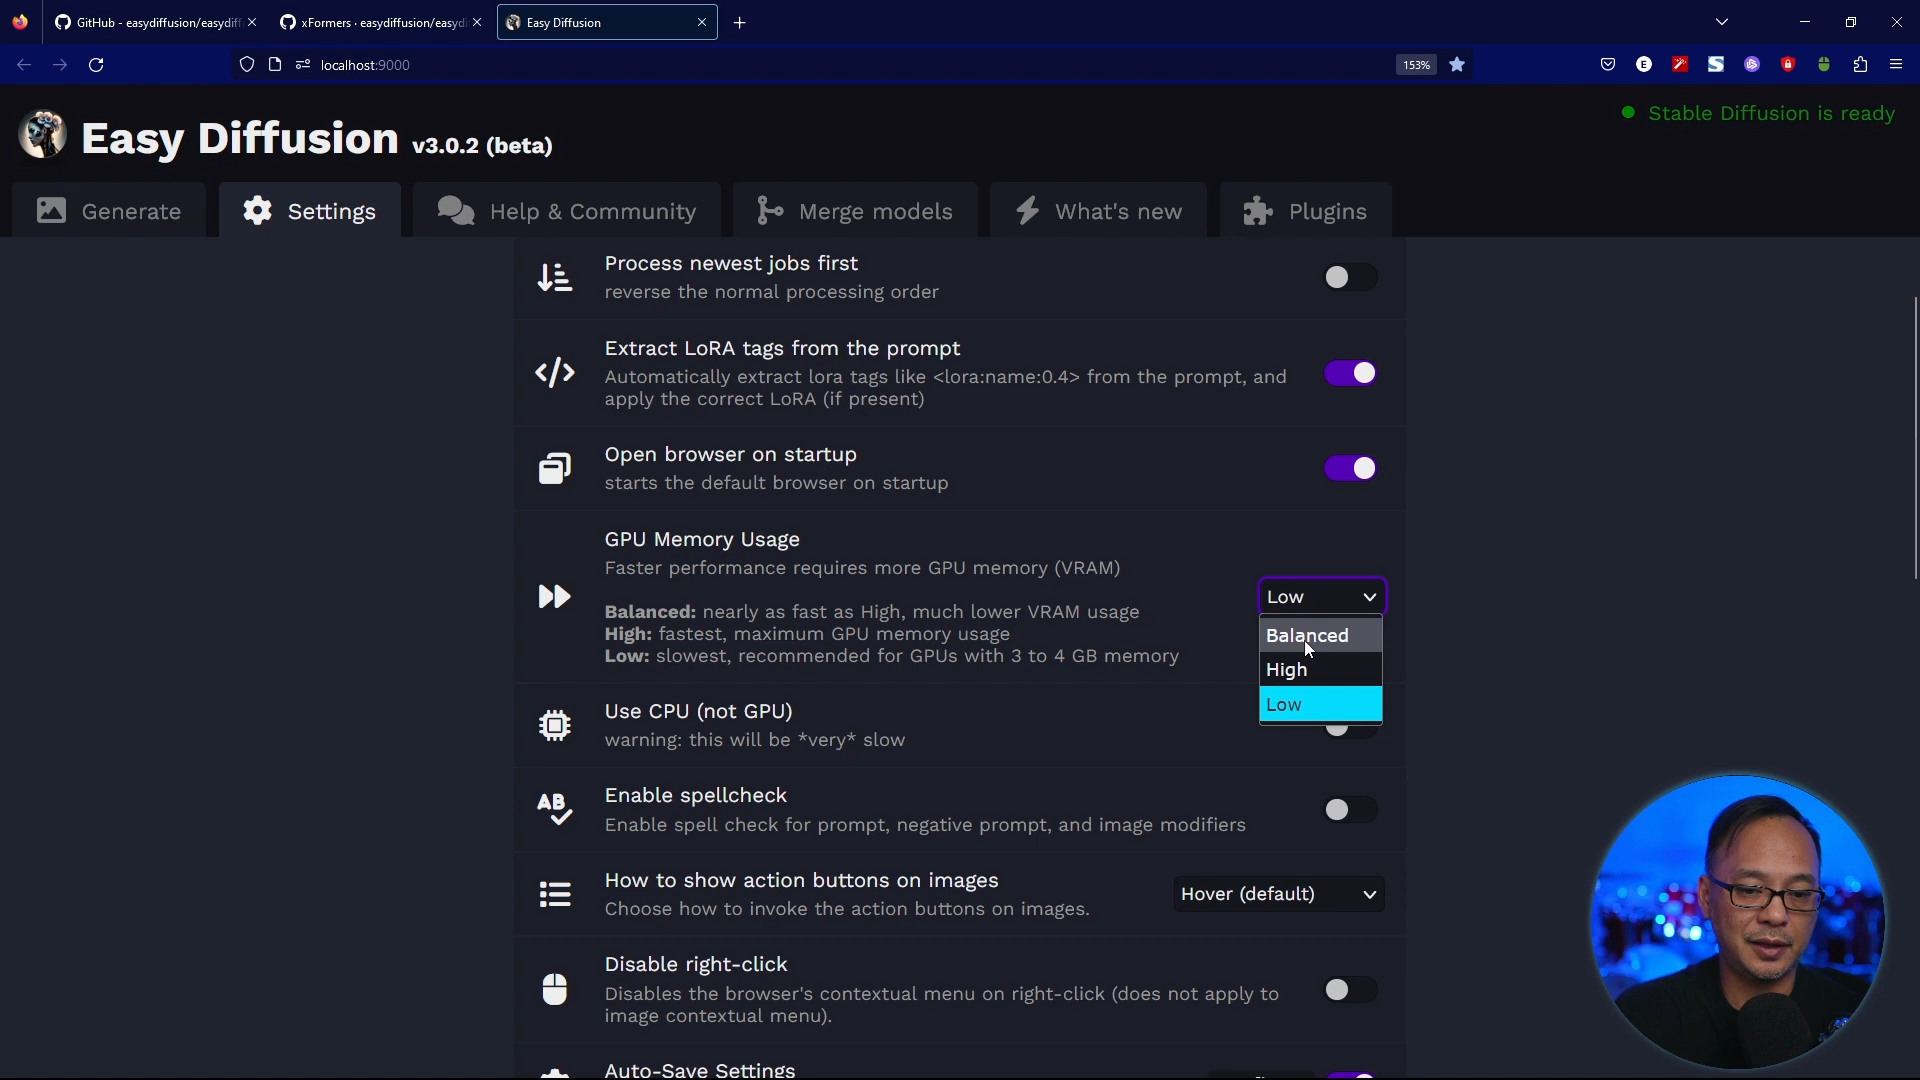 GitHub - easydiffusion/easydiff
xFormers · easydiffusion/easyd
Easy Diffusion
localhost:9000
153%
Easy Diffusion v3.0.2 (beta)
Stable Diffusion is ready
Generate
Settings
Help & Community
Merge models
What's new
Plugins
Process newest jobs first
reverse the normal processing order
Extract LoRA tags from the prompt
Automatically extract lora tags like <lora:name:0.4> from the prompt, and
apply the correct LoRA (if present)
Open browser on startup
starts the default browser on startup
GPU Memory Usage
Faster performance requires more GPU memory (VRAM)
Balanced: nearly as fast as High, much lower VRAM usage
High: fastest, maximum GPU memory usage
Low: slowest, recommended for GPUs with 3 to 4 GB memory
Low
Balanced
High
Low
Use CPU (not GPU)
warning: this will be *very* slow
Enable spellcheck
Enable spell check for prompt, negative prompt, and image modifiers
How to show action buttons on images
Choose how to invoke the action buttons on images.
Hover (default)
Disable right-click
Disables the browser's contextual menu on right-click (does not apply to
image contextual menu).
Auto-Save Settings